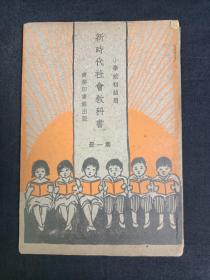 小學校初級用
新時代社會教科書
商務印書館出版
第一册